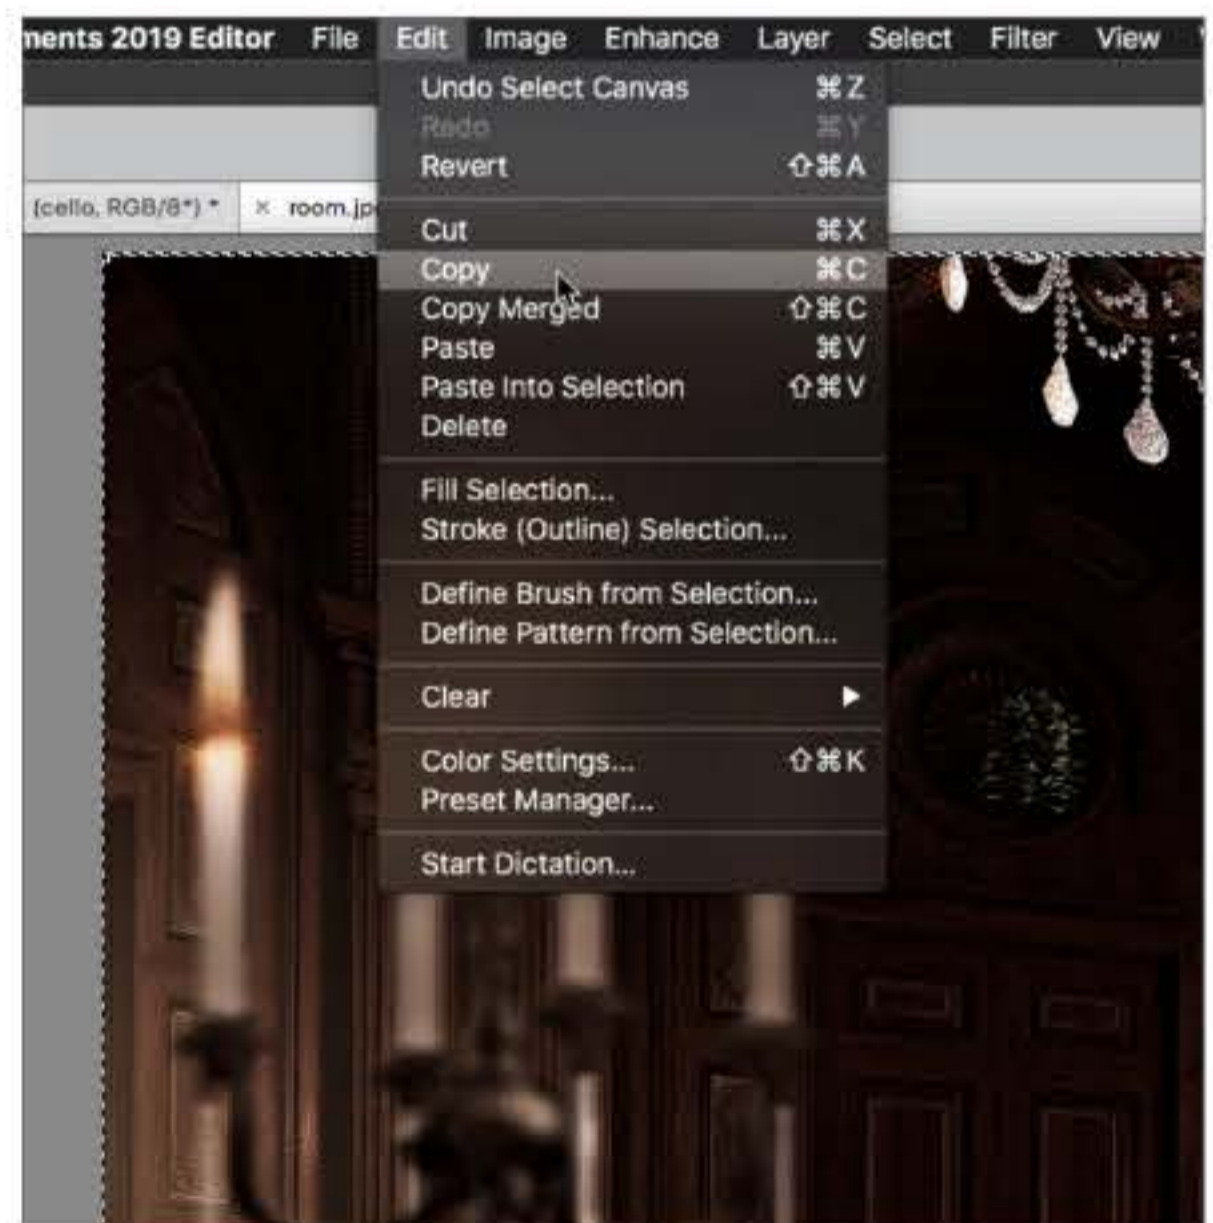 ments 2019 Editor File Edit Image Enhance Layer Select Filter View
Undo Select Canvas ⌘Z
Redo ⌘Y
Revert ⇧⌘A
(cello, RGB/8*) * × room.jp
Cut ⌘X
Copy ⌘C
Copy Merged ⇧⌘C
Paste ⌘V
Paste Into Selection ⇧⌘V
Delete
Fill Selection...
Stroke (Outline) Selection...
Define Brush from Selection...
Define Pattern from Selection...
Clear ▶
Color Settings... ⇧⌘K
Preset Manager...
Start Dictation...